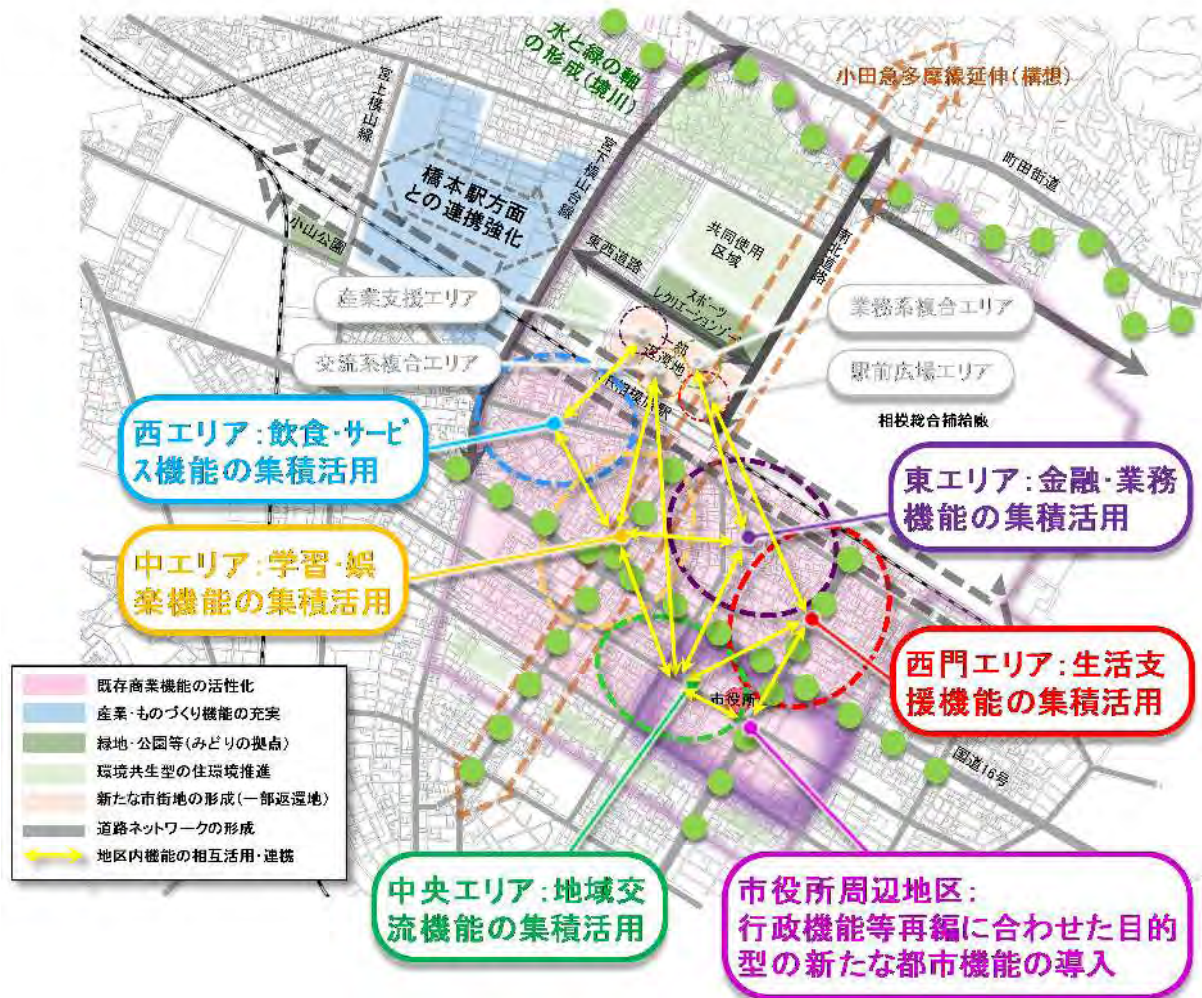 水と緑の軸
の形成(境川)
小田急多摩線延伸(構想)
宮上横山線
宮下横山台線
町田街道
橋本駅方面
との連携強化
小山公園
東西道路
共同使用
区域
南北道路
スポーツ
レクリエーションゾーン
産業支援エリア
業務系複合エリア
一部
返還地
交流系複合エリア
駅前広場エリア
JR相模原駅
相模総合補給廠
西エリア:飲食・サービ
ス機能の集積活用
東エリア:金融・業務
機能の集積活用
中エリア:学習・娯
楽機能の集積活用
西門エリア:生活支
援機能の集積活用
市役所
国道16号
既存商業機能の活性化
産業・ものづくり機能の充実
緑地・公園等(みどりの拠点)
環境共生型の住環境推進
新たな市街地の形成(一部返還地)
道路ネットワークの形成
地区内機能の相互活用・連携
中央エリア:地域交
流機能の集積活用
市役所周辺地区:
行政機能等再編に合わせた目的
型の新たな都市機能の導入